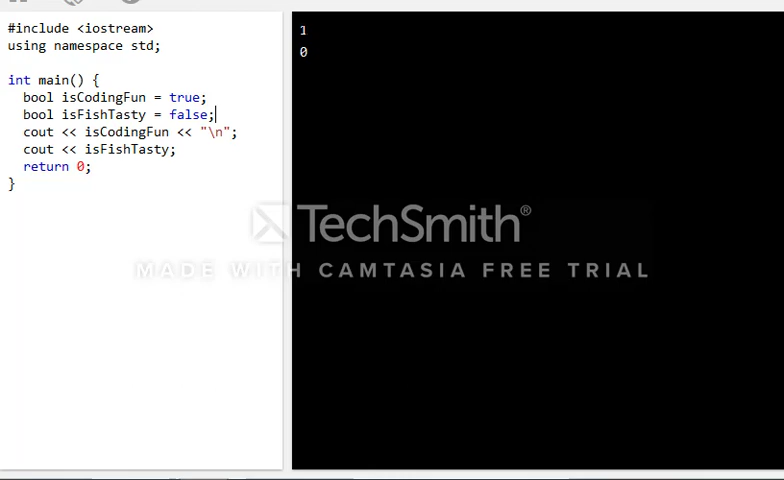 #include <iostream>
using namespace std;
int main() {
  bool isCodingFun = true;
  bool isFishTasty = false;
  cout << isCodingFun << "\n";
  cout << isFishTasty;
  return 0;
}
1
0
TechSmith®
MADE WITH CAMTASIA FREE TRIAL